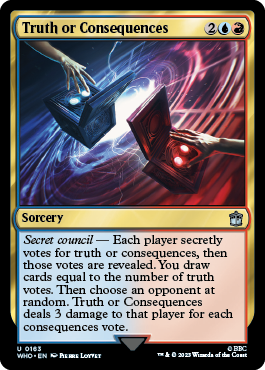 Truth or Consequences 2
Sorcery
Secret council — Each player secretly
votes for truth or consequences, then
those votes are revealed. You draw
cards equal to the number of truth
votes. Then choose an opponent at
random. Truth or Consequences
deals 3 damage to that player for each
consequences vote.
U 0163
WHO • EN Pierre Loyvet
© BBC
™ & © 2023 Wizards of the Coast